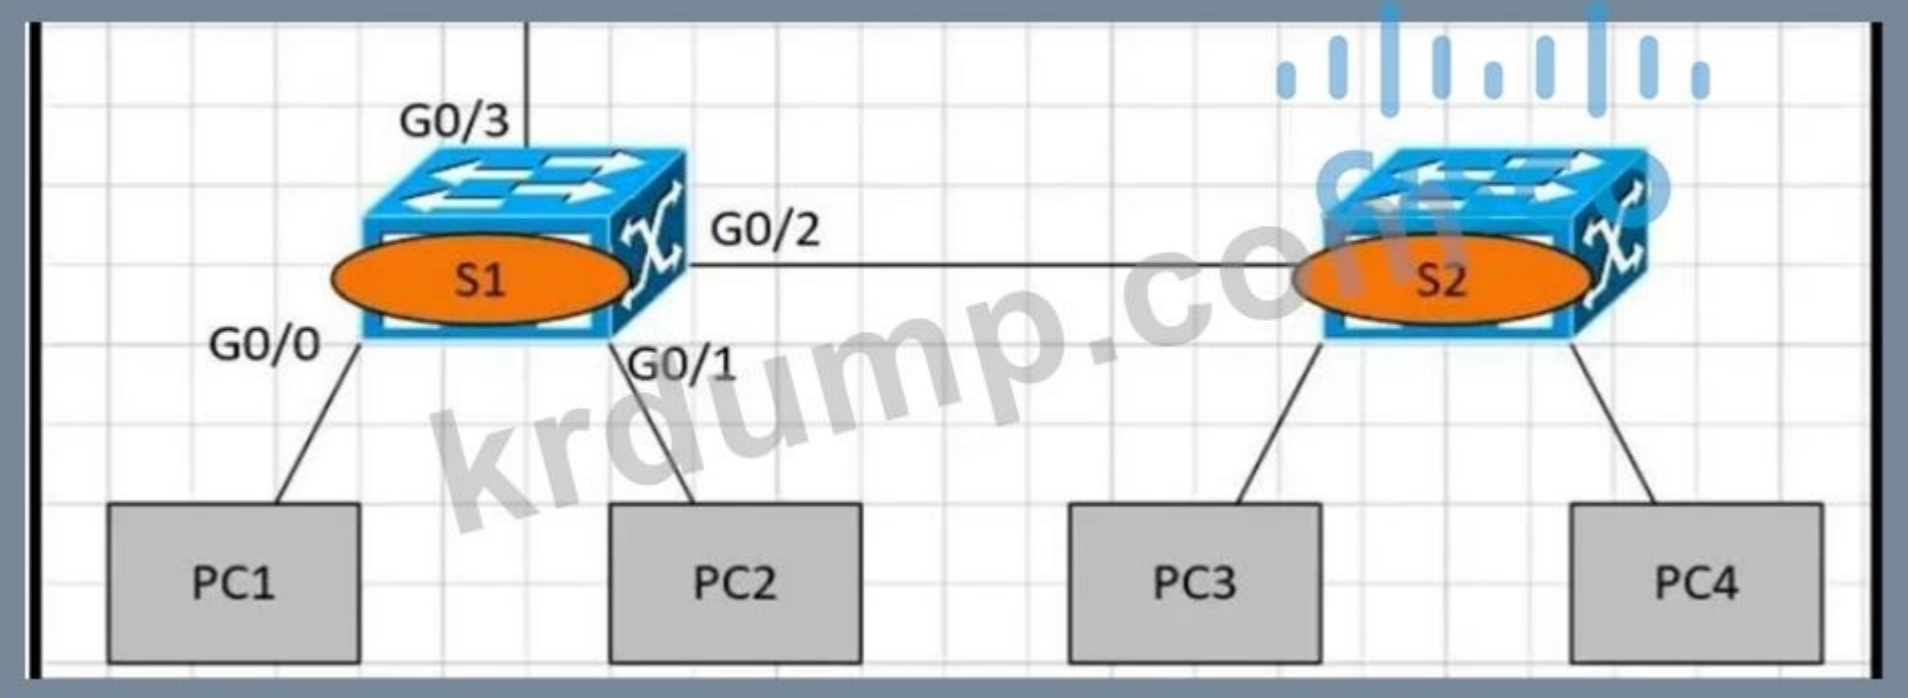 G0/3
G0/2
S1
S2
G0/0
G0/1
krdump.com
PC1
PC2
PC3
PC4